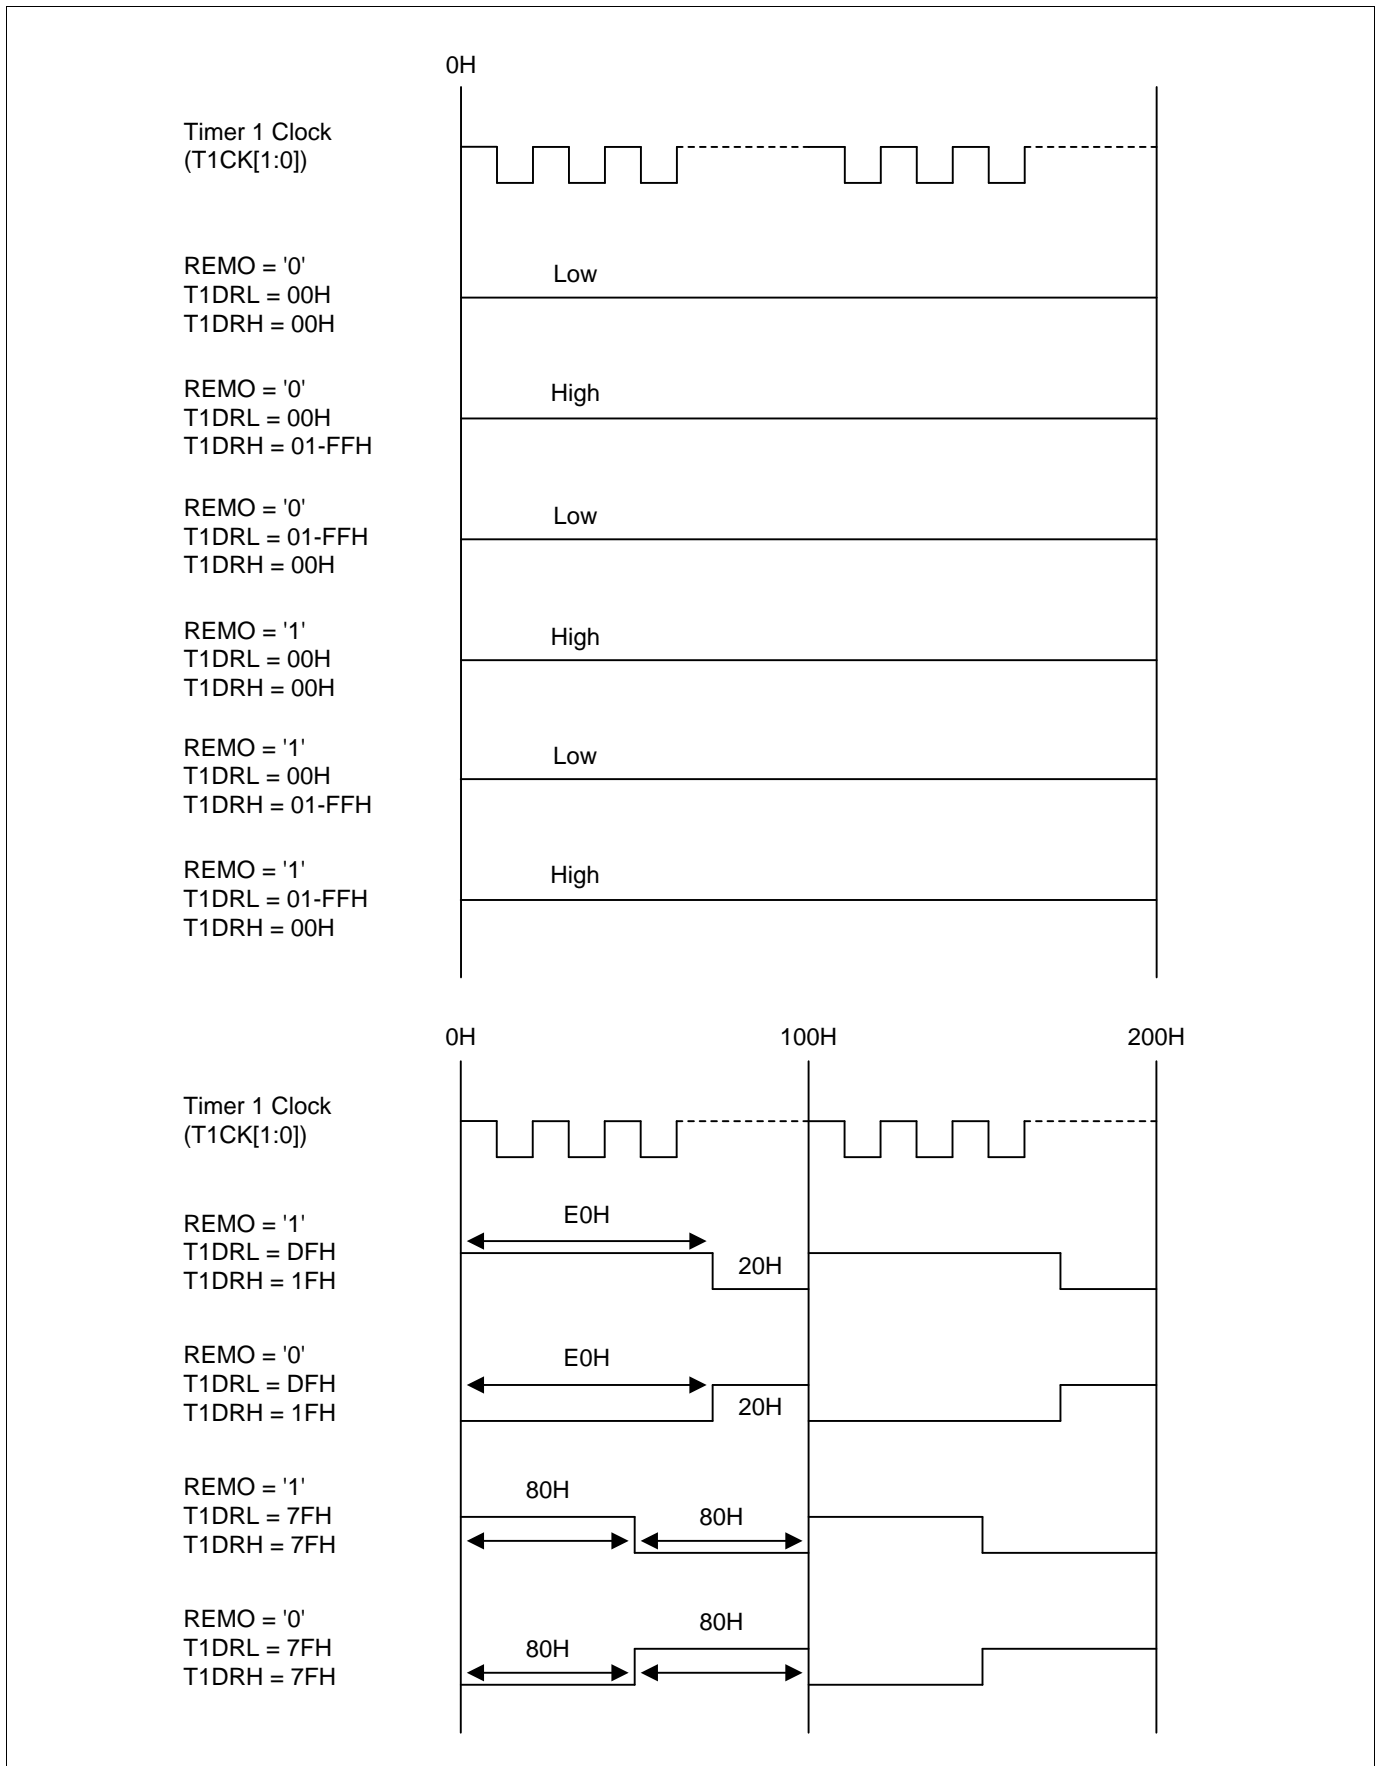 0H
Timer 1 Clock
(T1CK[1:0])
REMO = '0'
T1DRL = 00H
T1DRH = 00H
Low
REMO = '0'
T1DRL = 00H
T1DRH = 01-FFH
High
REMO = '0'
T1DRL = 01-FFH
T1DRH = 00H
Low
REMO = '1'
T1DRL = 00H
T1DRH = 00H
High
REMO = '1'
T1DRL = 00H
T1DRH = 01-FFH
Low
REMO = '1'
T1DRL = 01-FFH
T1DRH = 00H
High
0H 100H 200H
Timer 1 Clock
(T1CK[1:0])
REMO = '1'
T1DRL = DFH
T1DRH = 1FH
E0H
20H
REMO = '0'
T1DRL = DFH
T1DRH = 1FH
E0H
20H
REMO = '1'
T1DRL = 7FH
T1DRH = 7FH
80H
80H
REMO = '0'
T1DRL = 7FH
T1DRH = 7FH
80H
80H